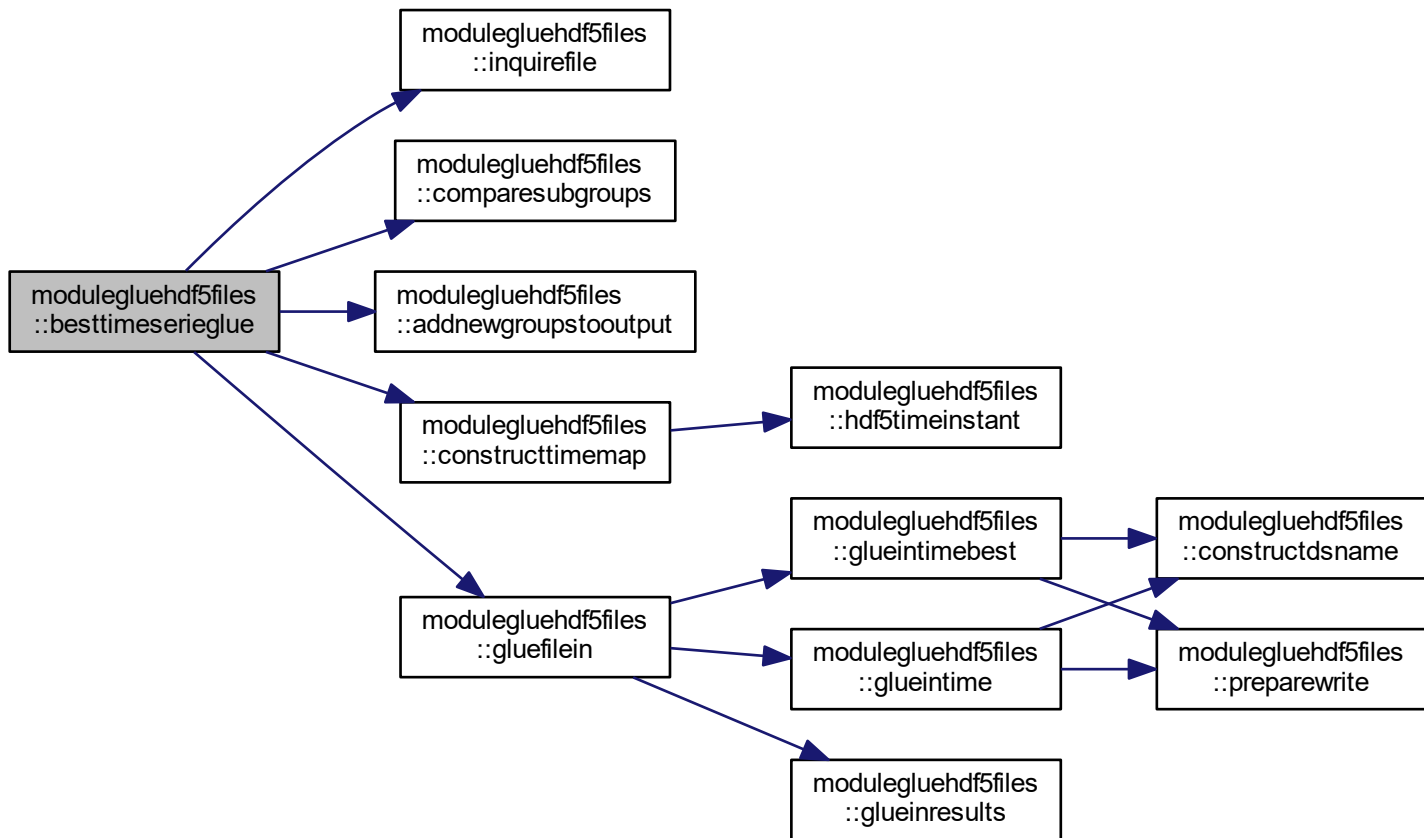 modulegluehdf5files
::inquirefile
modulegluehdf5files
::comparesubgroups
modulegluehdf5files
::besttimeserieglue
modulegluehdf5files
::addnewgroupstooutput
modulegluehdf5files
::constructtimemap
modulegluehdf5files
::hdf5timeinstant
modulegluehdf5files
::gluefilein
modulegluehdf5files
::glueintimebest
modulegluehdf5files
::constructdsname
modulegluehdf5files
::glueintime
modulegluehdf5files
::preparewrite
modulegluehdf5files
::glueinresults